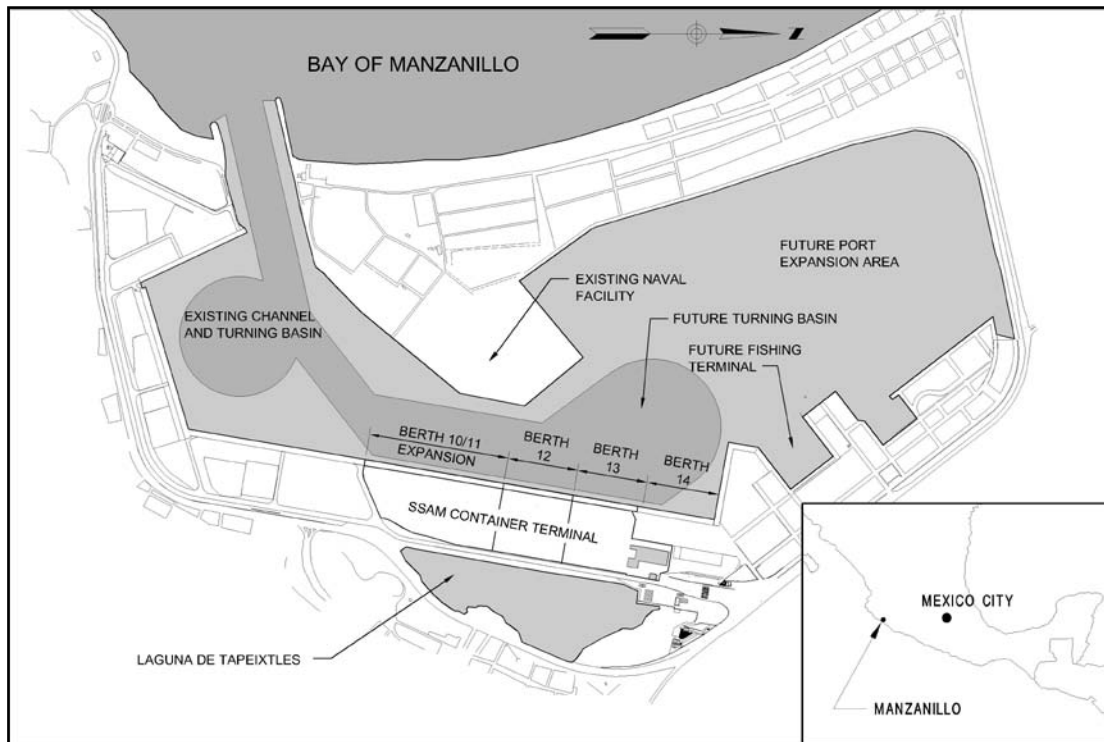 BAY OF MANZANILLO
FUTURE PORT
EXPANSION AREA
EXISTING NAVAL
FACILITY
EXISTING CHANNEL
AND TURNING BASIN
FUTURE TURNING BASIN
FUTURE FISHING
TERMINAL
BERTH 10/11
EXPANSION
BERTH
12
BERTH
13
BERTH
14
SSAM CONTAINER TERMINAL
LAGUNA DE TAPEIXTLES
MEXICO CITY
MANZANILLO